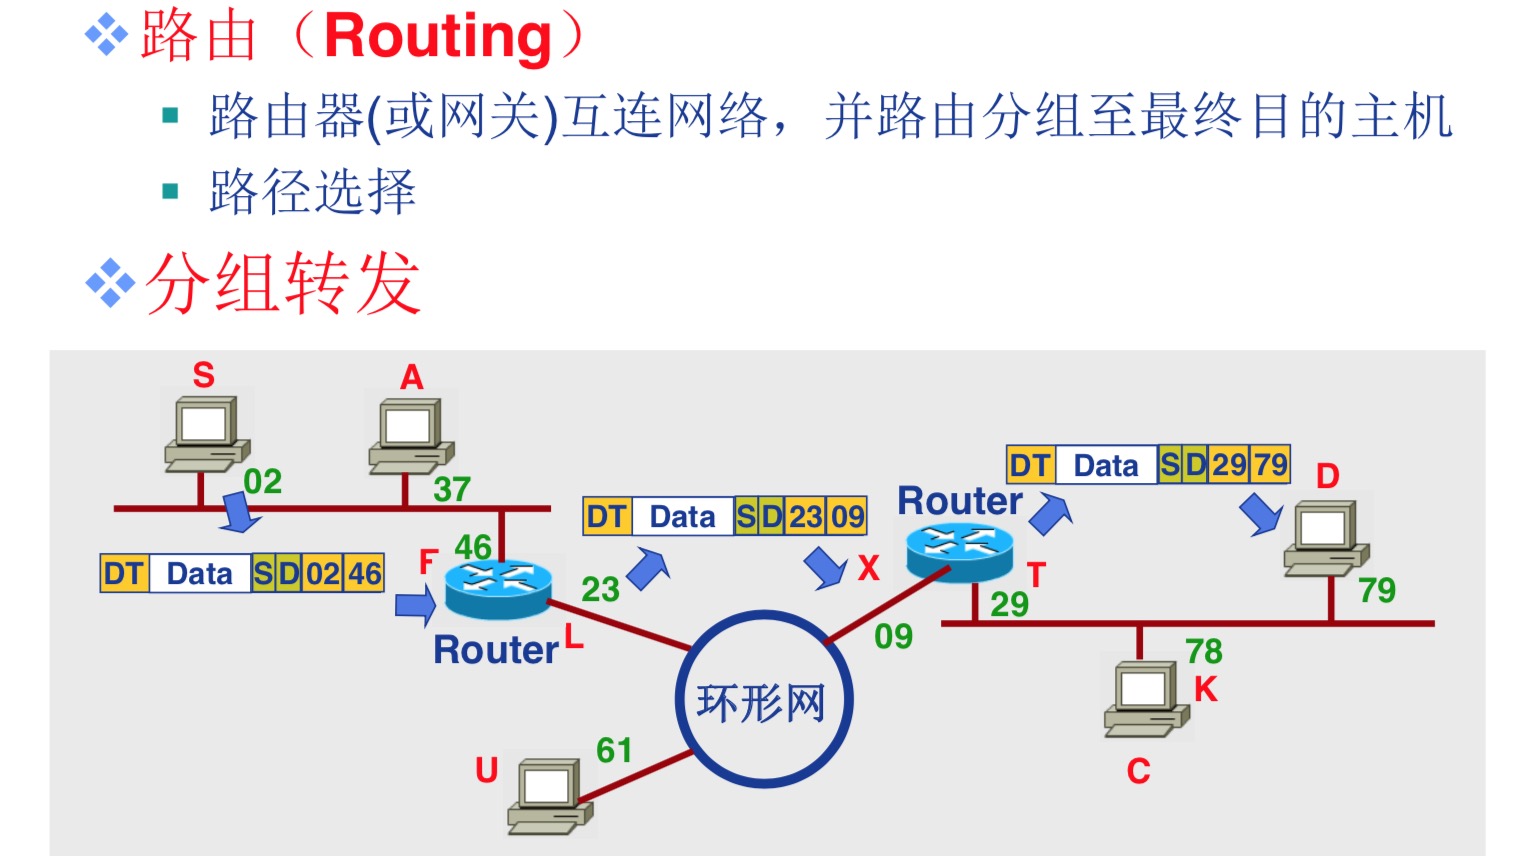 路由（Routing）
路由器(或网关)互连网络，并路由分组至最终目的主机
路径选择
分组转发
S
A
02
37
DT Data S D 02 46
F
46
Router
L
23
DT Data S D 23 09
X
Router
T
DT Data S D 29 79
D
09
29
79
78
K
C
环形网
U
61